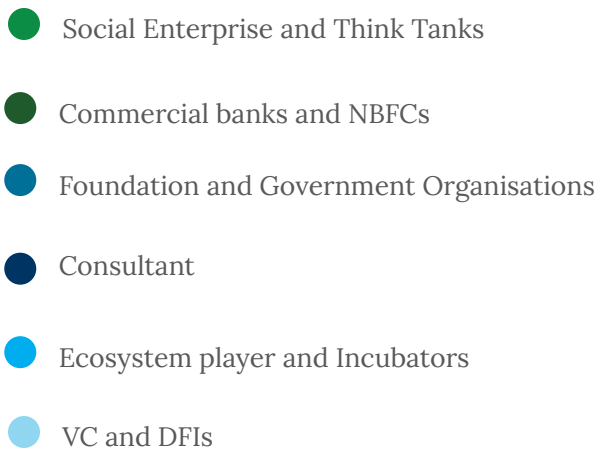 Social Enterprise and Think Tanks
Commercial banks and NBFCs
Foundation and Government Organisations
Consultant
Ecosystem player and Incubators
VC and DFIs